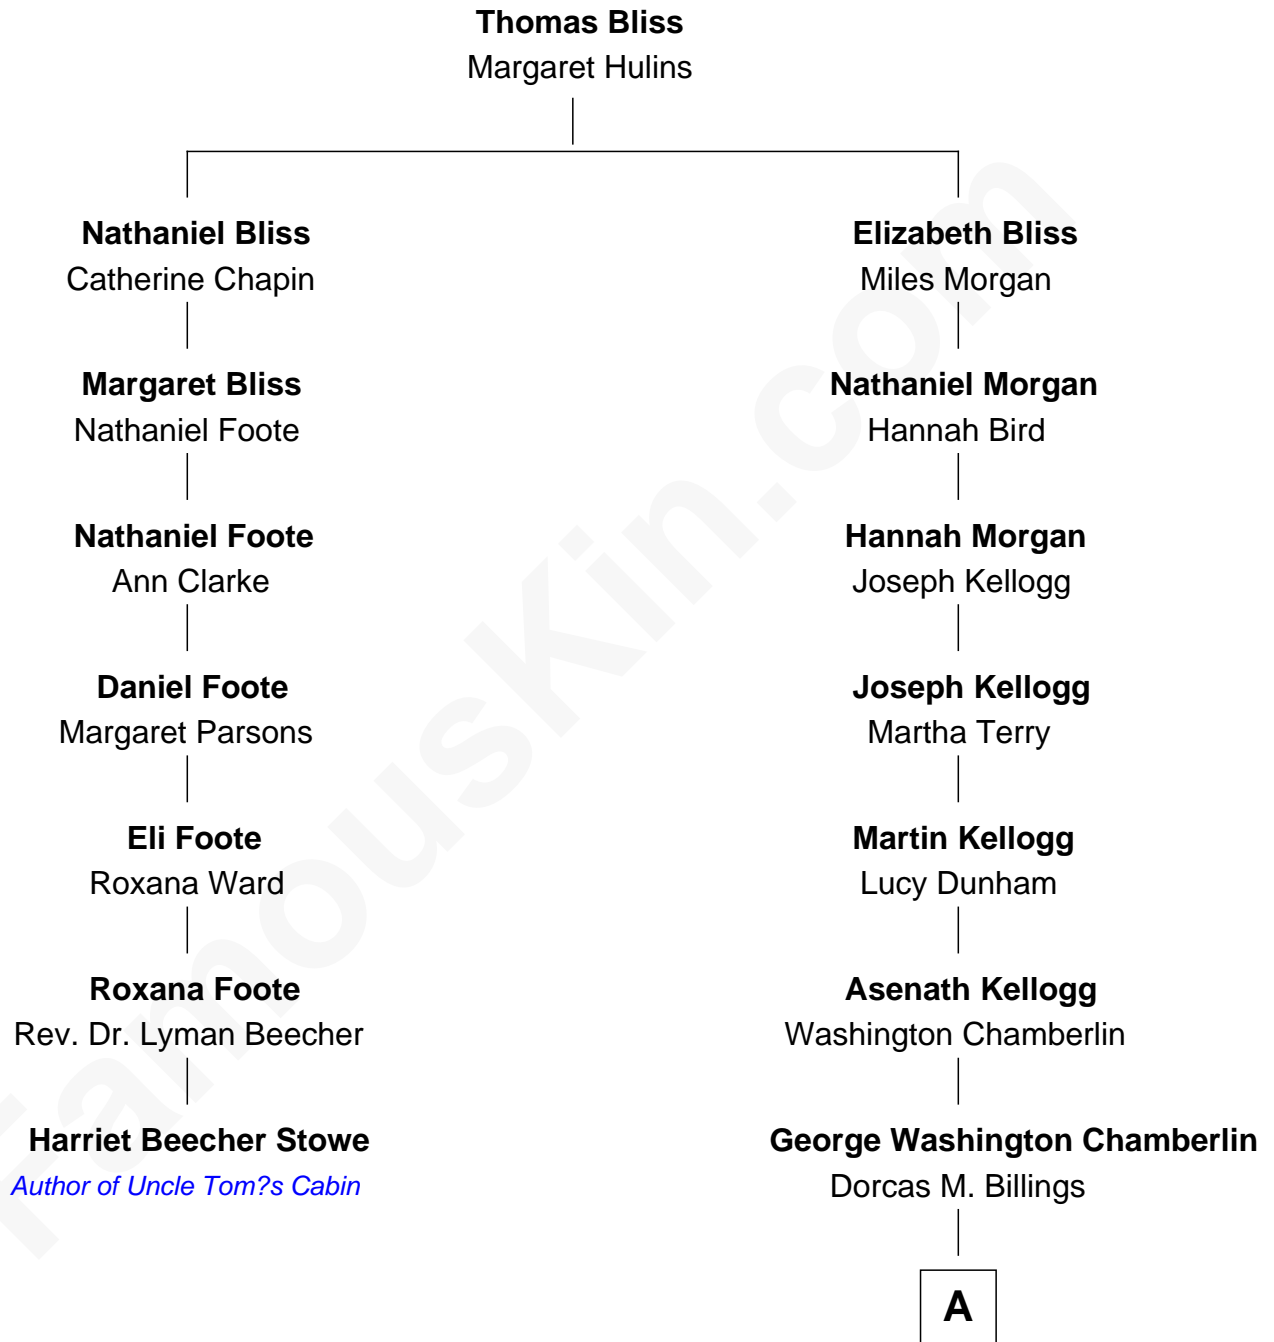 Thomas Bliss
Margaret Hulins
Nathaniel Bliss
Catherine Chapin
Elizabeth Bliss
Miles Morgan
Margaret Bliss
Nathaniel Foote
Nathaniel Morgan
Hannah Bird
Nathaniel Foote
Ann Clarke
Hannah Morgan
Joseph Kellogg
Daniel Foote
Margaret Parsons
Joseph Kellogg
Martha Terry
Eli Foote
Roxana Ward
Martin Kellogg
Lucy Dunham
Roxana Foote
Rev. Dr. Lyman Beecher
Asenath Kellogg
Washington Chamberlin
Harriet Beecher Stowe
Author of Uncle Tom?s Cabin
George Washington Chamberlin
Dorcas M. Billings
A
FamousKin.com